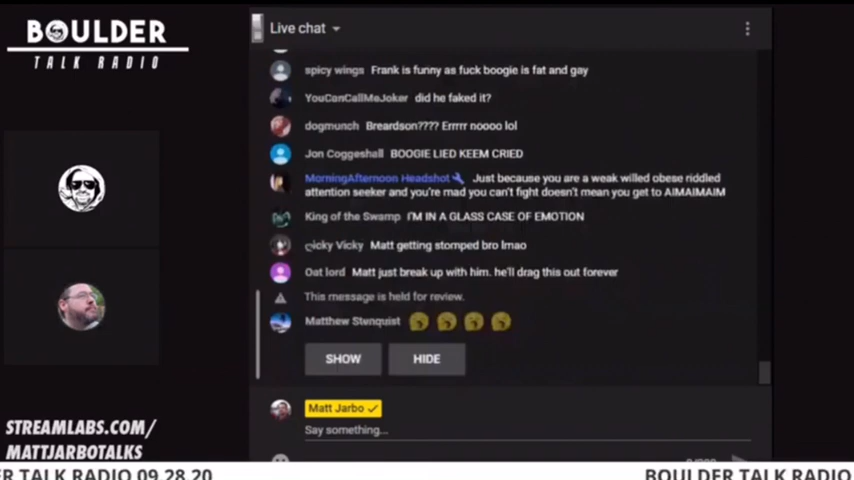 BOULDER
TALK RADIO
Live chat
spicy wings Frank is funny as fuck boogie is fat and gay
YouCanCallMeJoker did he faked it?
dogmunch Breardson???? Errrrr noooo lol
Jon Coggeshall BOOGIE LIED KEEM CRIED
MorningAfternoon Headshot Just because you are a weak willed obese riddled
attention seeker and you're mad you can't fight doesn't mean you get to AIMAIMAIM
King of the Swamp I'M IN A GLASS CASE OF EMOTION
Vicky Matt getting stomped bro lmao
Oat lord Matt just break up with him. he'll drag this out forever
This message is held for review.
Matthew Stenquist
SHOW HIDE
Matt Jarbo
Say something...
STREAMLABS.COM/
MATTJARBOTALKS
ER TALK RADIO 09.28.20 BOULDER TALK RADIO